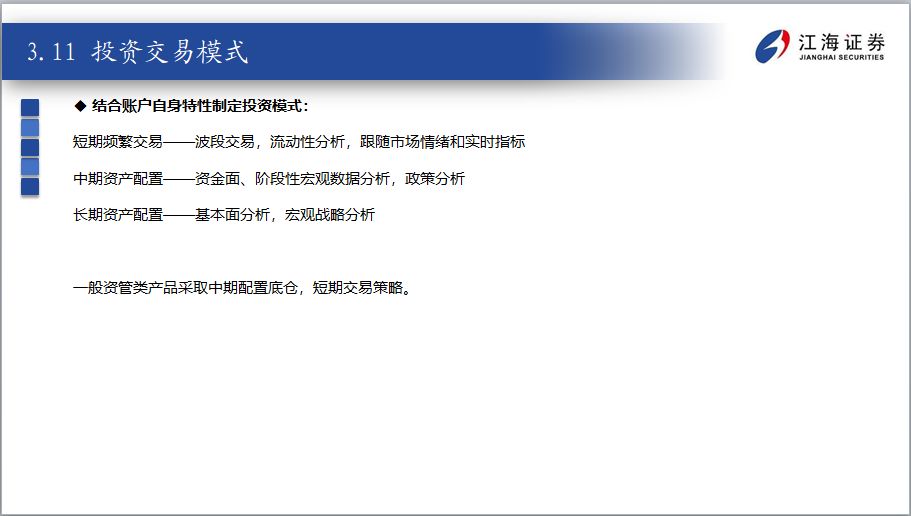 3.11 投资交易模式
江海证券
JIANGHAI SECURITIES
◆ 结合账户自身特性制定投资模式：
短期频繁交易——波段交易，流动性分析，跟随市场情绪和实时指标
中期资产配置——资金面、阶段性宏观数据分析，政策分析
长期资产配置——基本面分析，宏观战略分析
一般资管类产品采取中期配置底仓，短期交易策略。